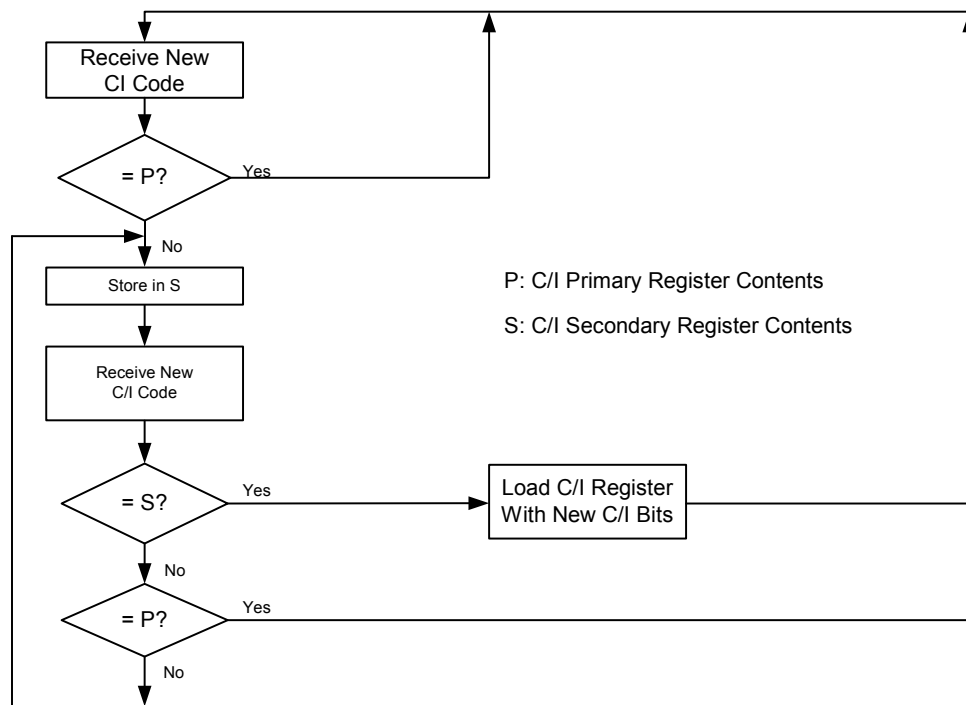 Receive New
CI Code
= P?
Yes
No
Store in S
P: C/I Primary Register Contents
S: C/I Secondary Register Contents
Receive New
C/I Code
= S?
Yes
Load C/I Register
With New C/I Bits
No
= P?
Yes
No